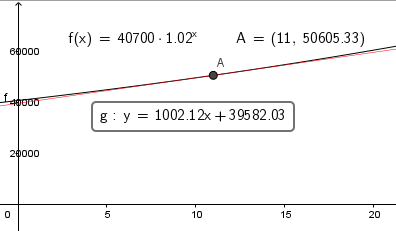 f(x) = 40700 · 1.02ˣ
A = (11, 50605.33)
60000
A
f
40000
g : y = 1002.12x + 39582.03
20000
0
5
10
15
20